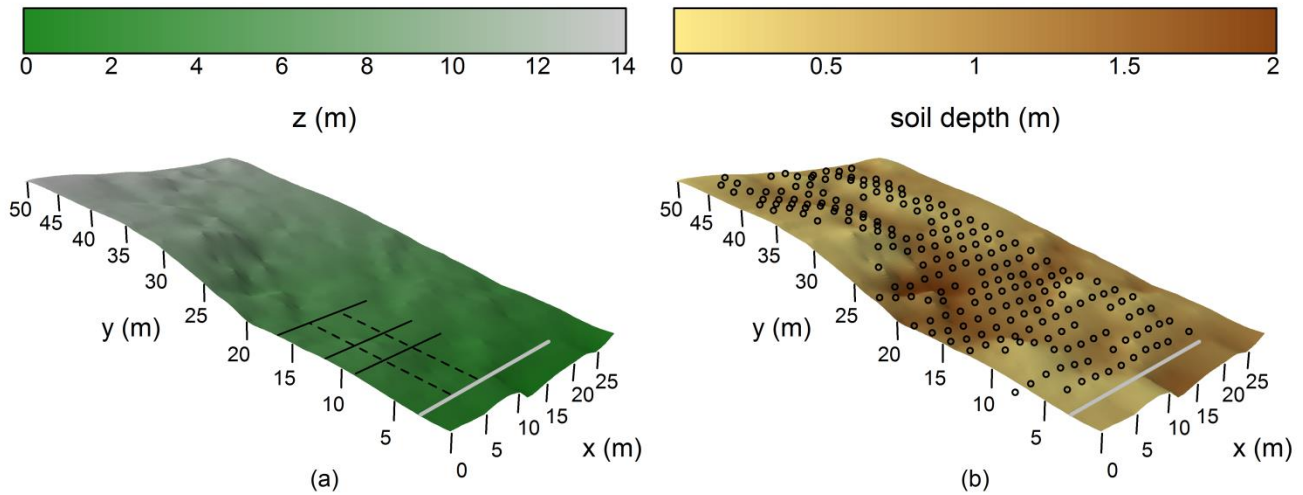 0 2 4 6 8 10 12 14
z (m)
50 45 40 35 30 25 20 15 10 5 0
y (m)
5 10 15 20 25
x (m)
(a)
0 0.5 1 1.5 2
soil depth (m)
50 45 40 35 30 25 20 15 10 5 0
y (m)
5 10 15 20 25
x (m)
(b)